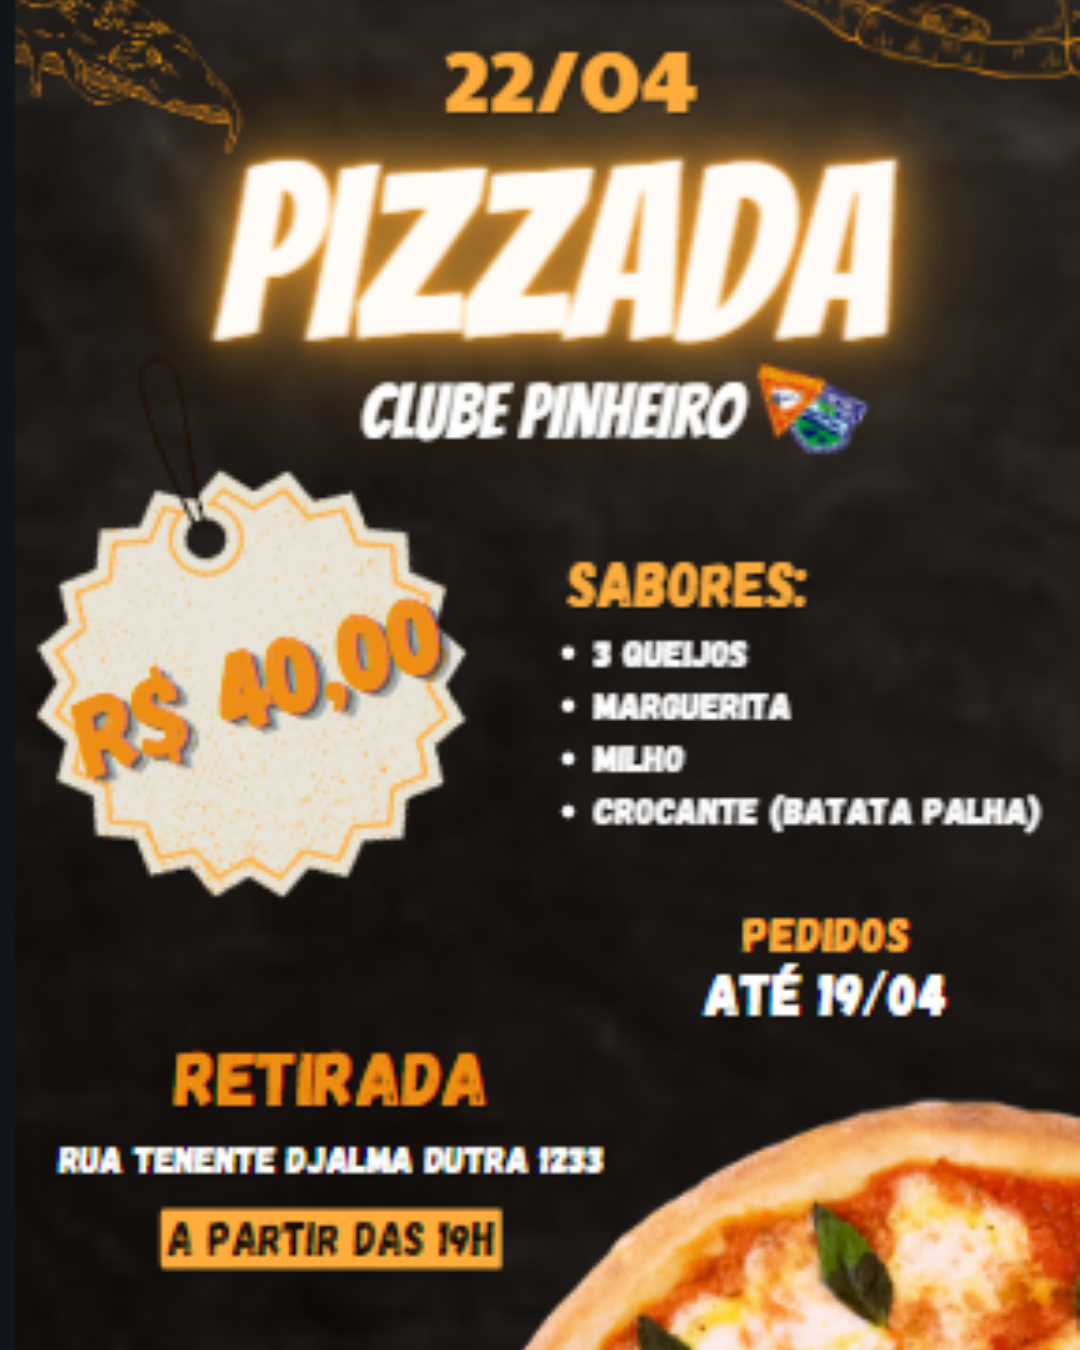 22/04
PIZZADA
CLUBE PINHEIRO
R$ 40,00
SABORES:
• 3 QUEIJOS
• MARGUERITA
• MILHO
• CROCANTE (BATATA PALHA)
PEDIDOS
ATÉ 19/04
RETIRADA
RUA TENENTE DJALMA DUTRA 1233
A PARTIR DAS 19H